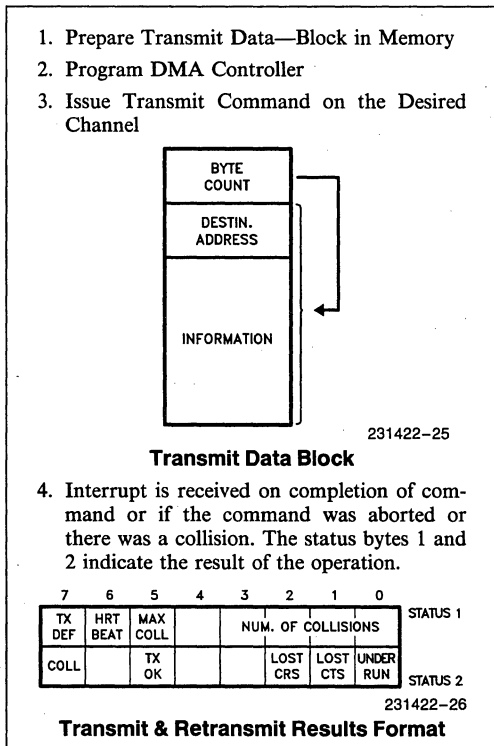 1. Prepare Transmit Data—Block in Memory
2. Program DMA Controller
3. Issue Transmit Command on the Desired
Channel
BYTE
COUNT
DESTIN.
ADDRESS
INFORMATION
231422–25
Transmit Data Block
4. Interrupt is received on completion of com-
mand or if the command was aborted or
there was a collision. The status bytes 1 and
2 indicate the result of the operation.
7 6 5 4 3 2 1 0
TX DEF HRT BEAT MAX COLL NUM. OF COLLISIONS STATUS 1
COLL TX OK LOST CRS LOST CTS UNDER RUN STATUS 2
231422–26
Transmit & Retransmit Results Format